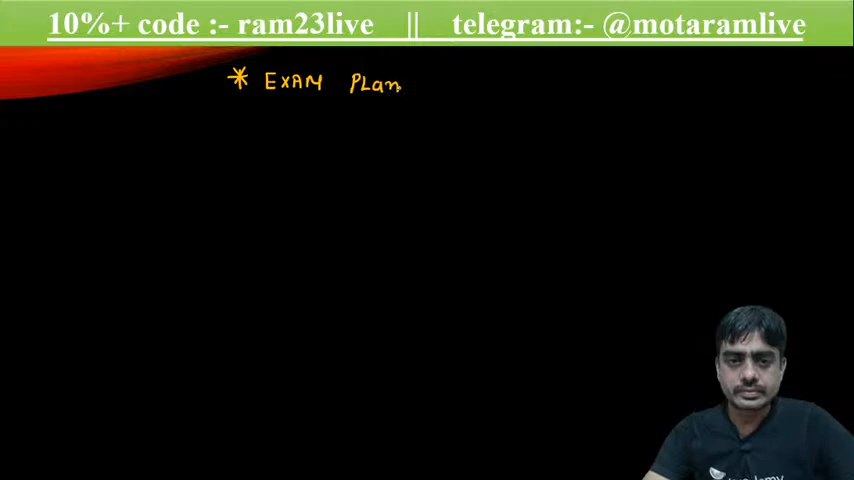 10%+ code :- ram23live || telegram:- @motaramlive
* EXAM PLan